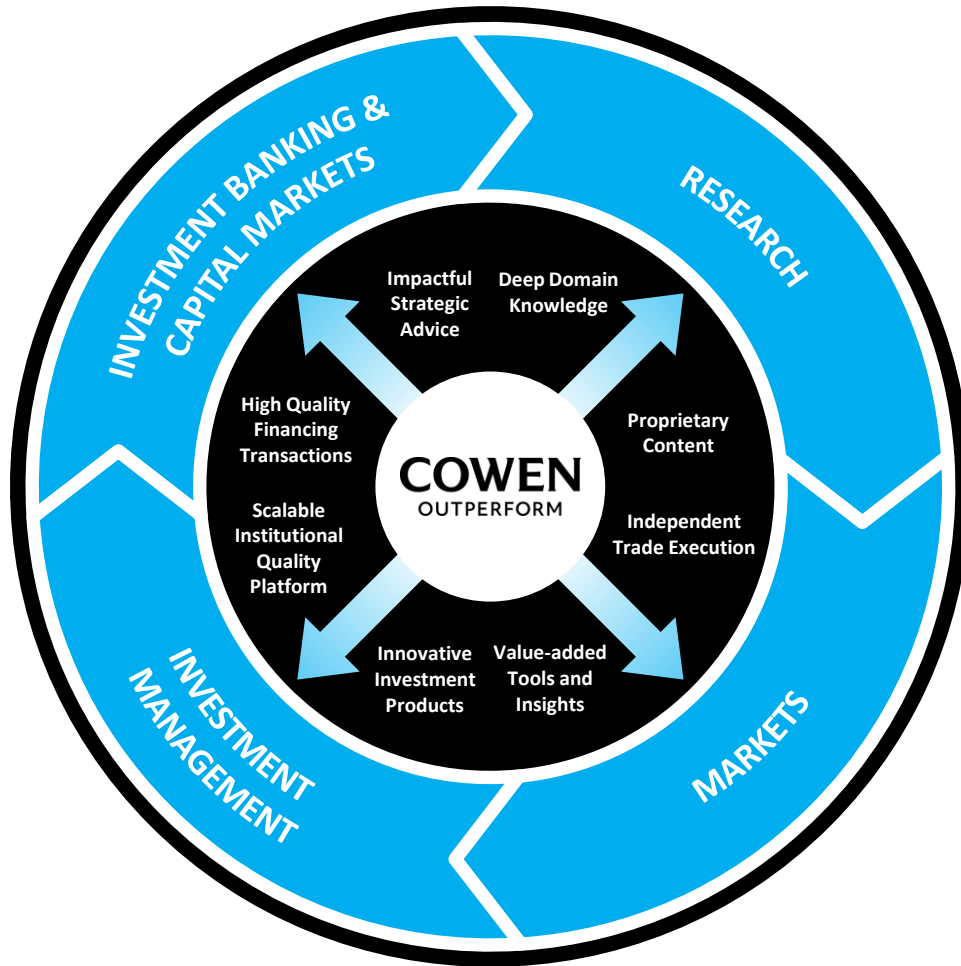 INVESTMENT BANKING &
CAPITAL MARKETS
RESEARCH
Impactful
Strategic
Advice
Deep Domain
Knowledge
High Quality
Financing
Transactions
Proprietary
Content
COWEN
OUTPERFORM
Scalable
Institutional
Quality
Platform
Independent
Trade Execution
Innovative
Investment
Products
Value-added
Tools and
Insights
INVESTMENT
MANAGEMENT
MARKETS